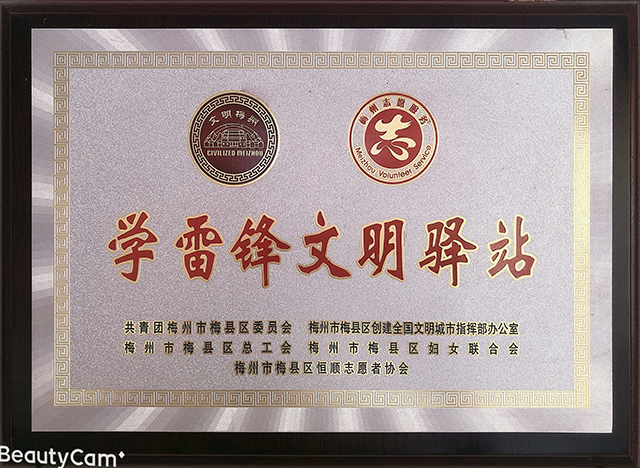 文明梅州
CIVILIZED MEIZHOU
梅州志愿服务
志
Meizhou Volunteer Service
学雷锋文明驿站
共青团梅州市梅县区委员会 梅州市梅县区创建全国文明城市指挥部办公室
梅州市梅县区总工会 梅州市梅县区妇女联合会
梅州市梅县区恒顺志愿者协会
BeautyCam